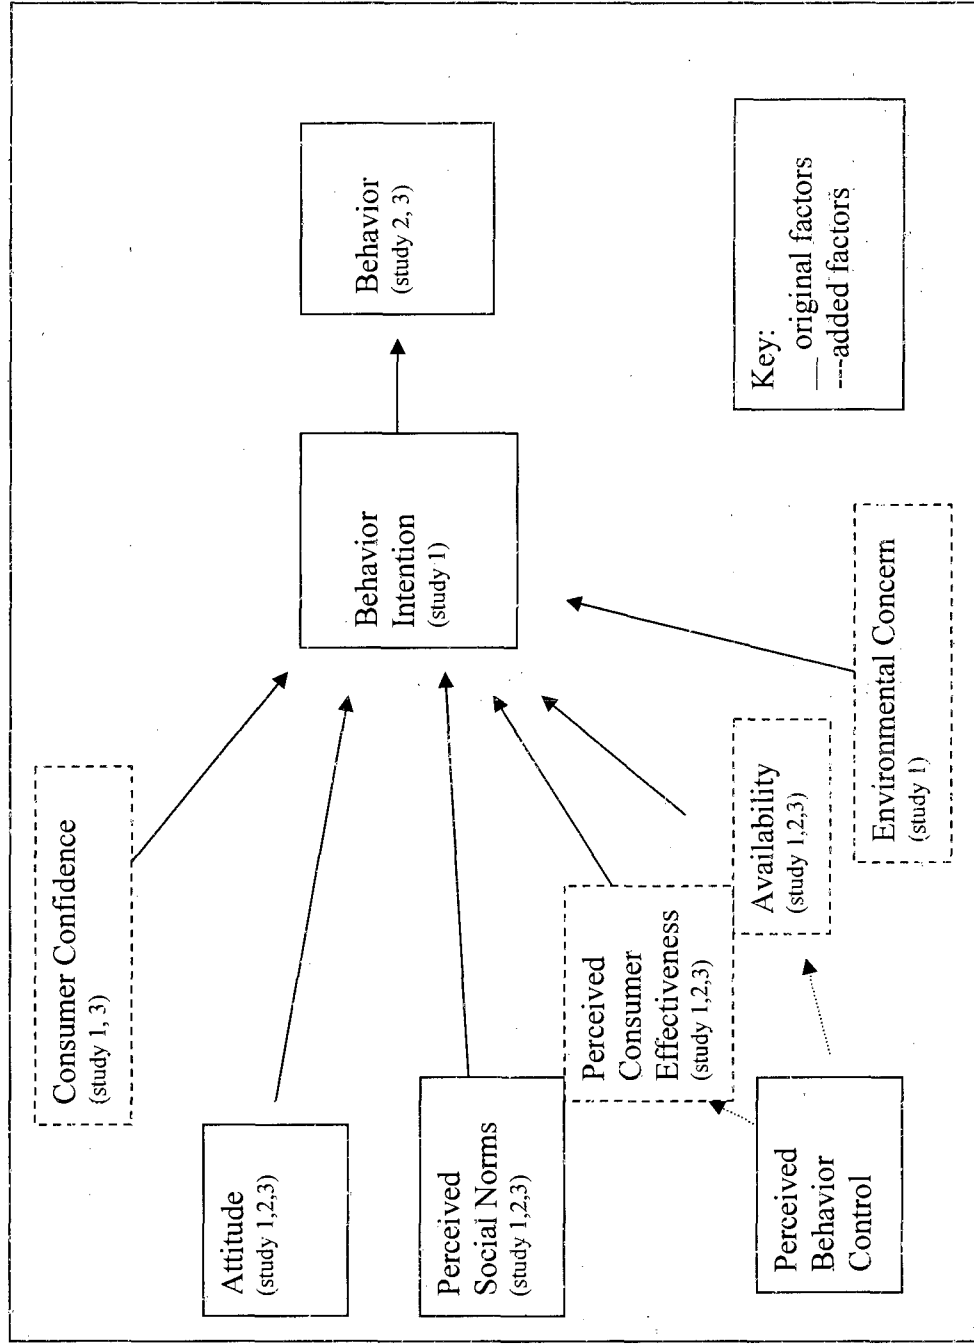 Consumer Confidence
(study 1, 3)
Attitude
(study 1,2,3)
Perceived
Social Norms
(study 1,2,3)
Perceived
Consumer
Effectiveness
(study 1,2,3)
Perceived
Behavior
Control
Availability
(study 1,2,3)
Environmental Concern
(study 1)
Behavior
Intention
(study 1)
Behavior
(study 2, 3)
Key:
— original factors
----added factors